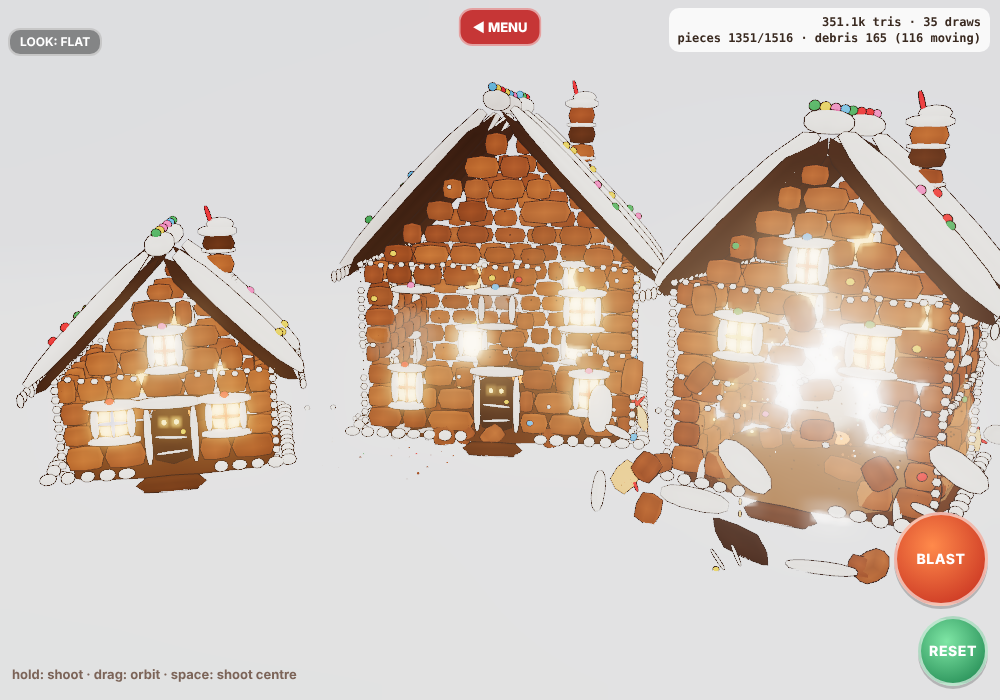 LOOK: FLAT
◀ MENU
351.1k tris · 35 draws
pieces 1351/1516 · debris 165 (116 moving)
BLAST
RESET
hold: shoot · drag: orbit · space: shoot centre